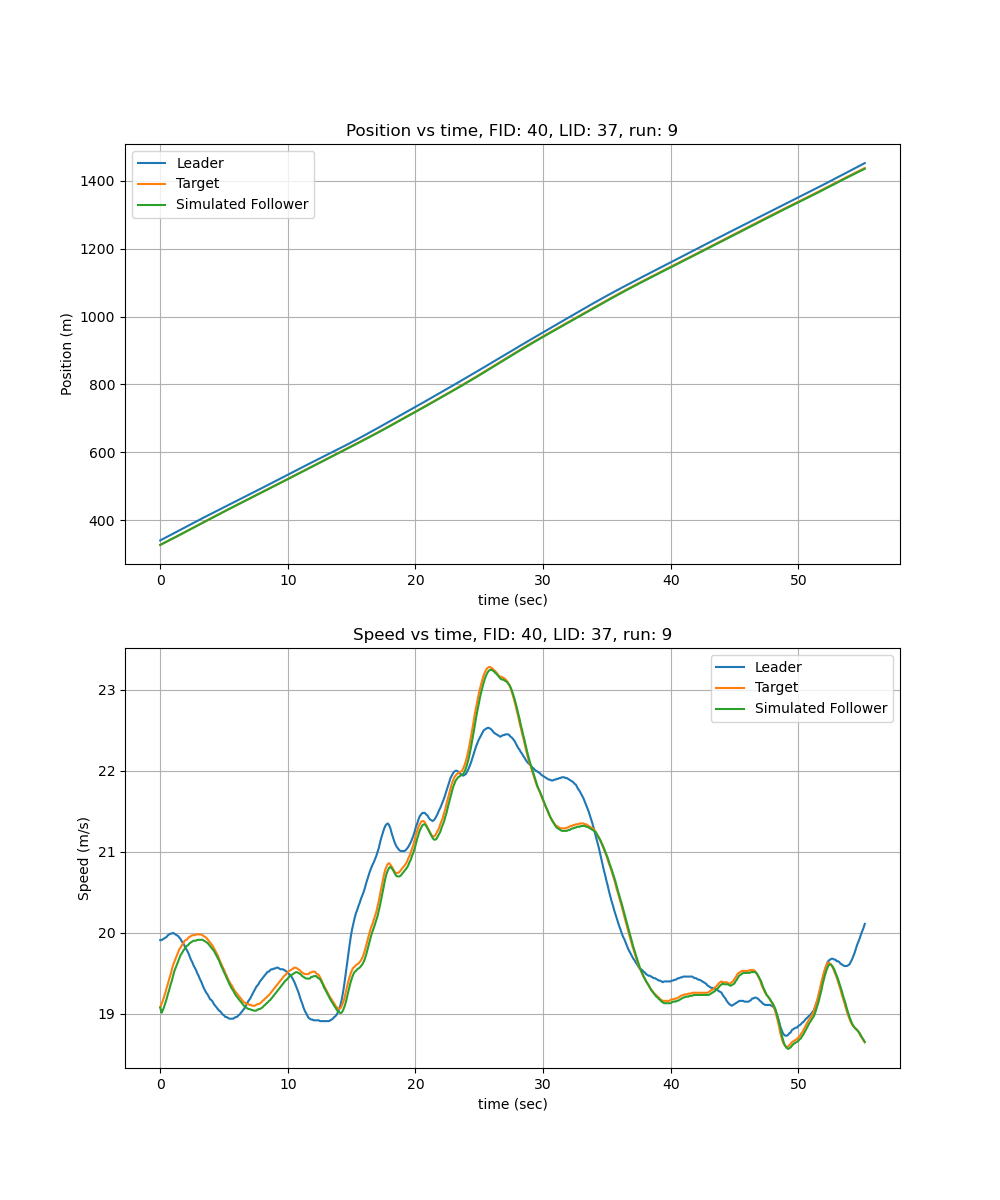 Position vs time, FID: 40, LID: 37, run: 9
Leader
Target
Simulated Follower
1400
1200
1000
800
600
400
Position (m)
0 10 20 30 40 50
time (sec)
Speed vs time, FID: 40, LID: 37, run: 9
Leader
Target
Simulated Follower
23
22
21
20
19
Speed (m/s)
0 10 20 30 40 50
time (sec)